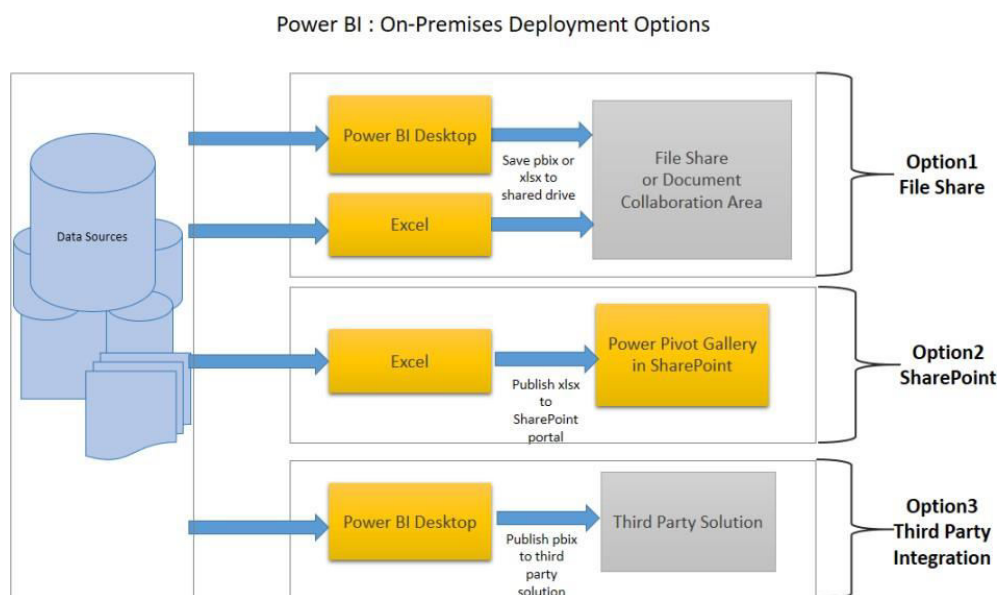 Power BI : On-Premises Deployment Options
Data Sources
Power BI Desktop
Save pbix or
xlsx to
shared drive
Excel
File Share
or Document
Collaboration Area
Option1
File Share
Excel
Publish xlsx
to
SharePoint
portal
Power Pivot Gallery
in SharePoint
Option2
SharePoint
Power BI Desktop
Publish pbix
to third
party
solution
Third Party Solution
Option3
Third Party
Integration